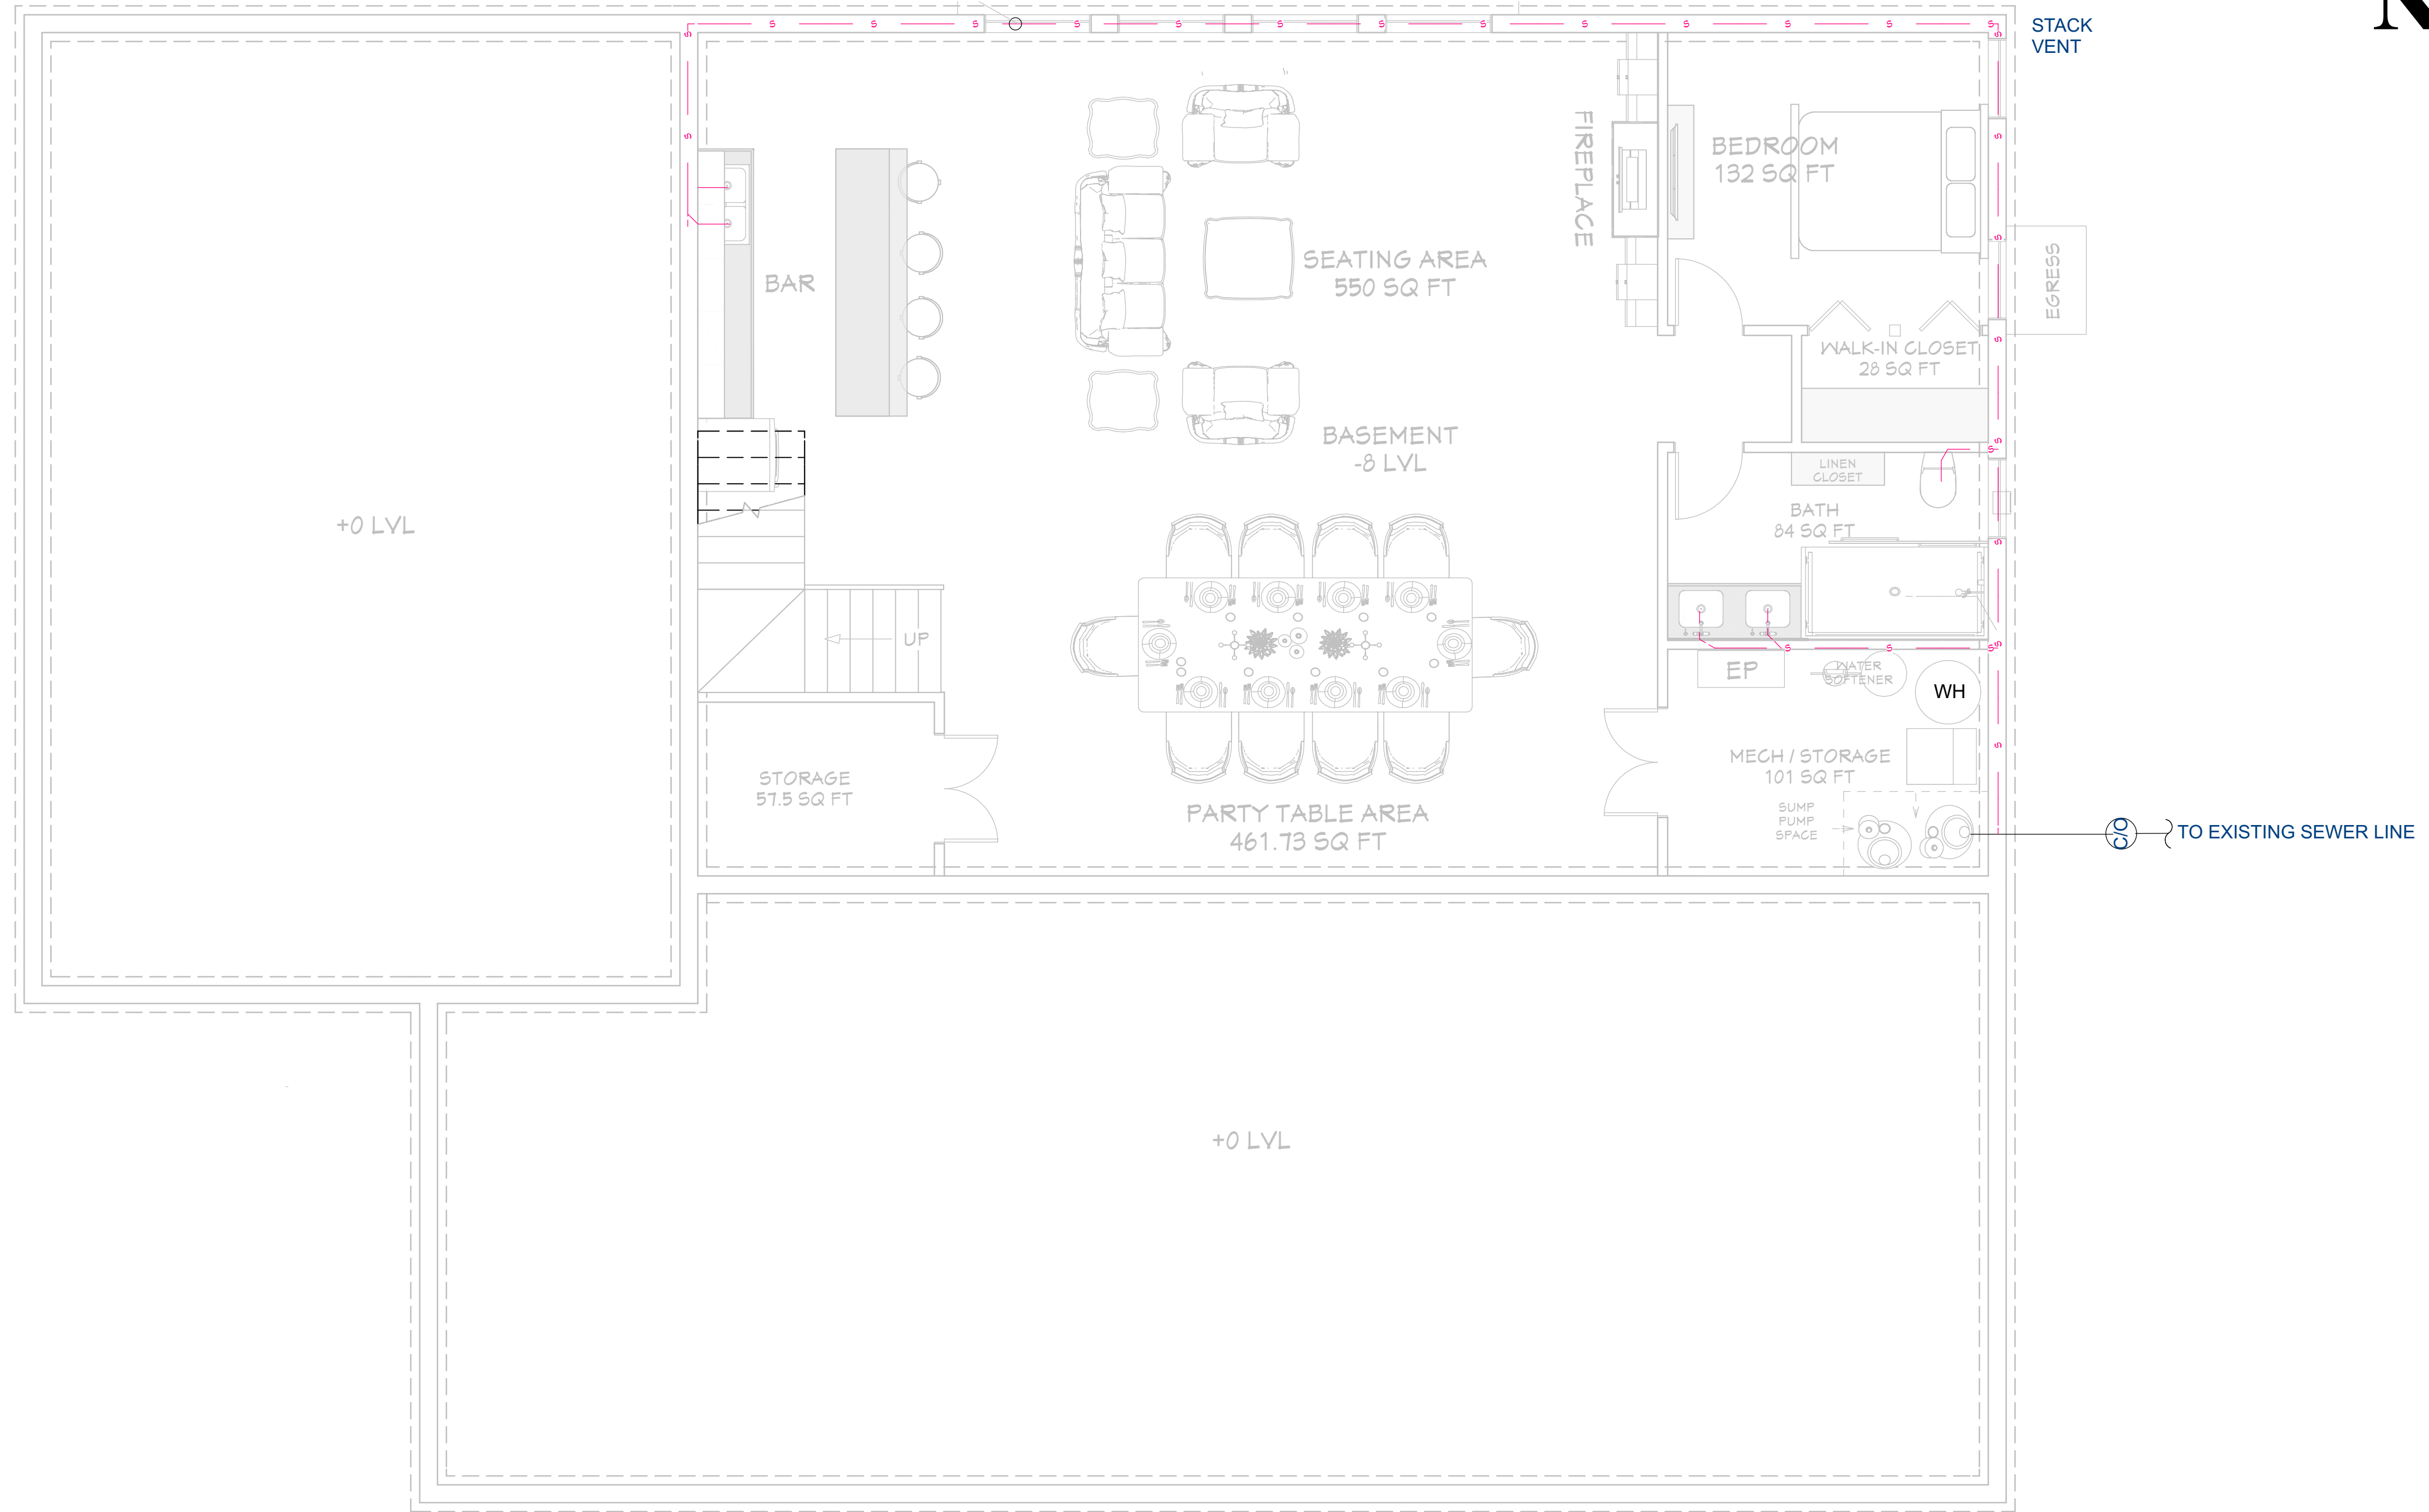 STACK
VENT
FIREPLACE
BEDROOM
132 SQ FT
SEATING AREA
550 SQ FT
BAR
EGRESS
WALK-IN CLOSET
28 SQ FT
BASEMENT
-8 LVL
LINEN
CLOSET
BATH
84 SQ FT
+0 LVL
UP
EP
WATER
SOFTENER
WH
MECH / STORAGE
101 SQ FT
STORAGE
57.5 SQ FT
PARTY TABLE AREA
461.73 SQ FT
SUMP
PUMP
SPACE
C/O
TO EXISTING SEWER LINE
+0 LVL
S S S S S S S S S S S S S
S S
S S S S S S S S
S
S S S